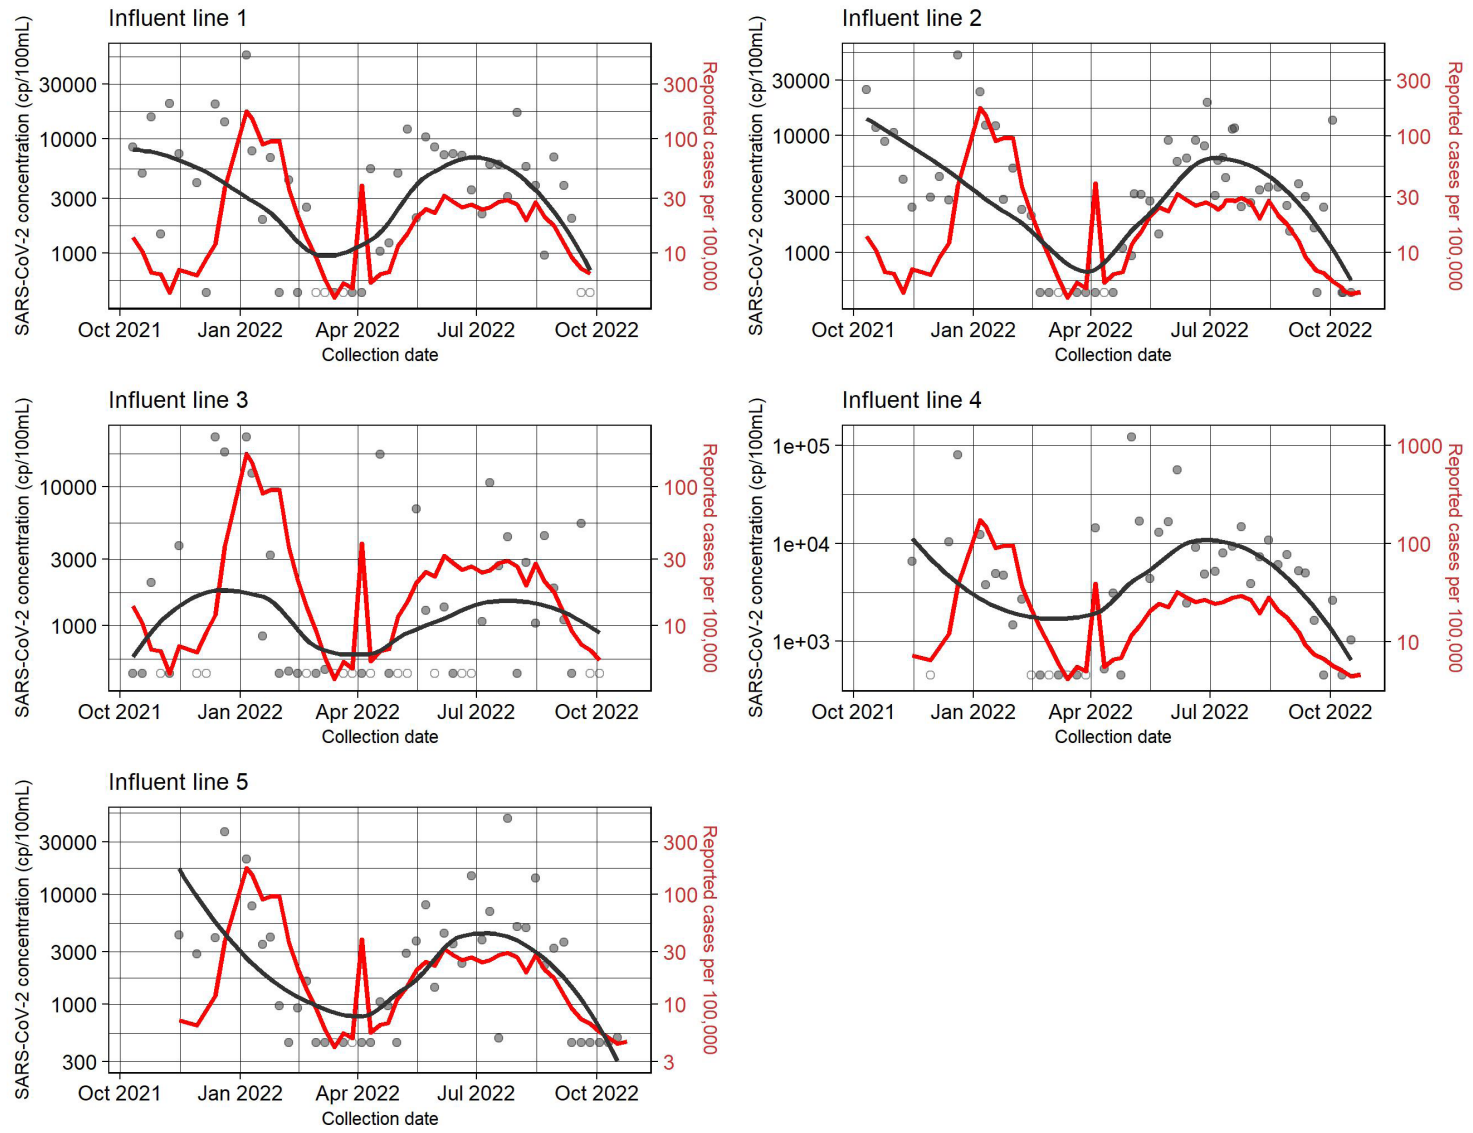 Influent line 1
SARS-CoV-2 concentration (cp/100mL)
30000
10000
3000
1000
300
100
30
10
Reported cases per 100,000
Oct 2021 Jan 2022 Apr 2022 Jul 2022 Oct 2022
Collection date
Influent line 2
SARS-CoV-2 concentration (cp/100mL)
30000
10000
3000
1000
300
100
30
10
Reported cases per 100,000
Oct 2021 Jan 2022 Apr 2022 Jul 2022 Oct 2022
Collection date
Influent line 3
SARS-CoV-2 concentration (cp/100mL)
10000
3000
1000
100
30
10
Reported cases per 100,000
Oct 2021 Jan 2022 Apr 2022 Jul 2022 Oct 2022
Collection date
Influent line 4
SARS-CoV-2 concentration (cp/100mL)
1e+05
1e+04
1e+03
1000
100
10
Reported cases per 100,000
Oct 2021 Jan 2022 Apr 2022 Jul 2022 Oct 2022
Collection date
Influent line 5
SARS-CoV-2 concentration (cp/100mL)
30000
10000
3000
1000
300
300
100
30
10
3
Reported cases per 100,000
Oct 2021 Jan 2022 Apr 2022 Jul 2022 Oct 2022
Collection date